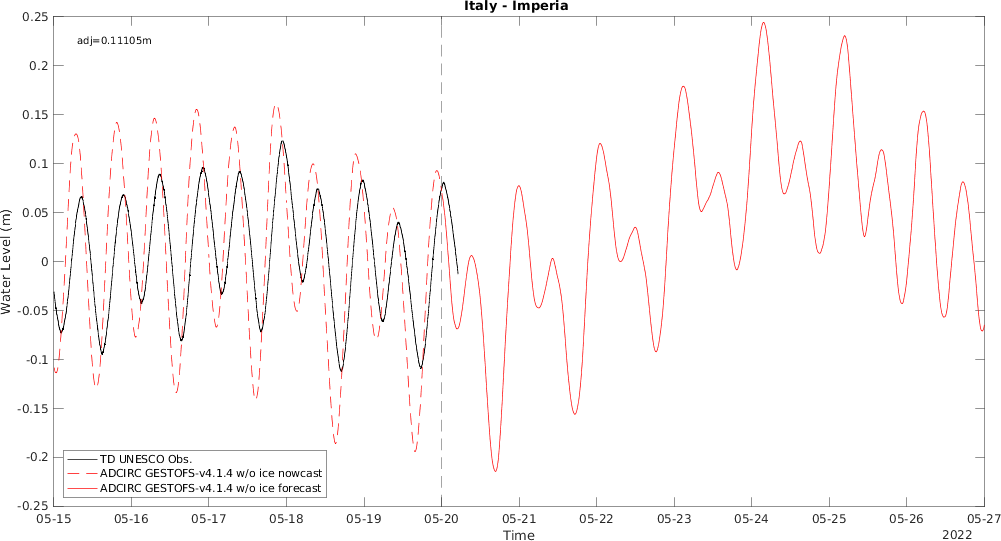 Italy - Imperia
adj=0.11105m
0.25
0.2
0.15
0.1
0.05
0
-0.05
-0.1
-0.15
-0.2
-0.25
Water Level (m)
TD UNESCO Obs.
ADCIRC GESTOFS-v4.1.4 w/o ice nowcast
ADCIRC GESTOFS-v4.1.4 w/o ice forecast
05-15 05-16 05-17 05-18 05-19 05-20 05-21 05-22 05-23 05-24 05-25 05-26 05-27
Time
2022